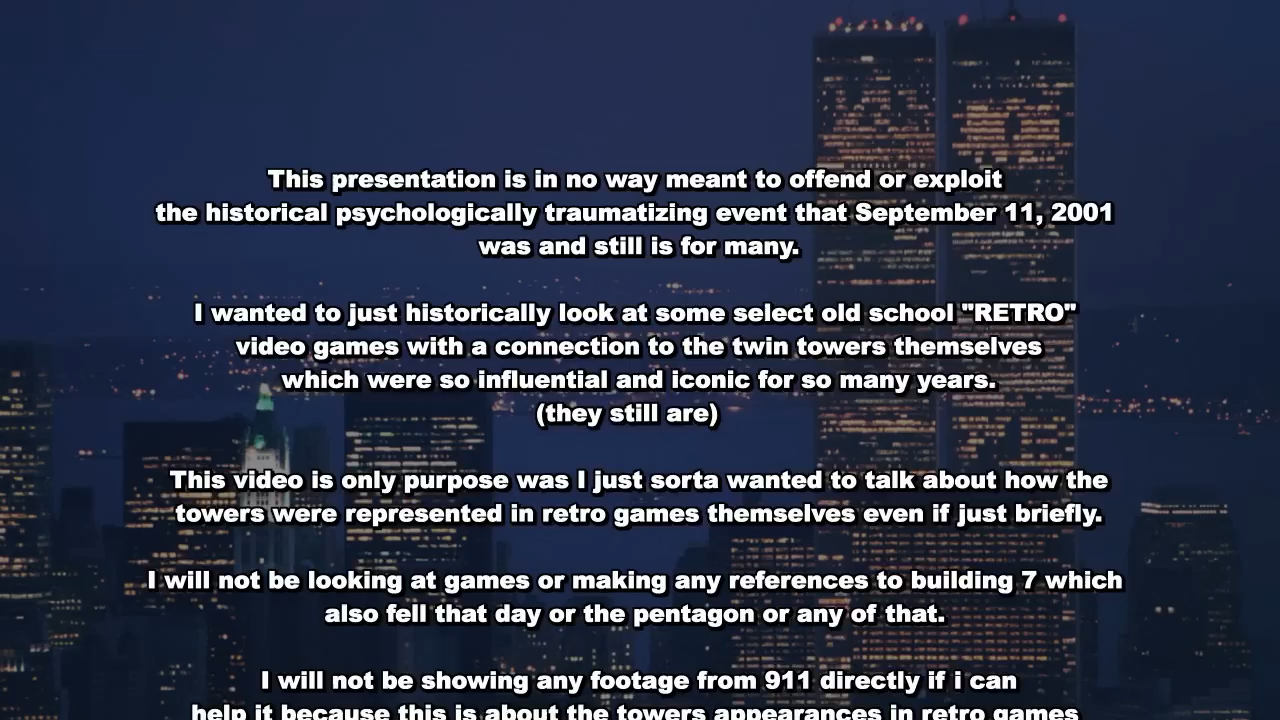 This presentation is in no way meant to offend or exploit
the historical psychologically traumatizing event that September 11, 2001
was and still is for many.
I wanted to just historically look at some select old school "RETRO"
video games with a connection to the twin towers themselves
which were so influential and iconic for so many years.
(they still are)
This video is only purpose was I just sorta wanted to talk about how the
towers were represented in retro games themselves even if just briefly.
I will not be looking at games or making any references to building 7 which
also fell that day or the pentagon or any of that.
I will not be showing any footage from 911 directly if i can
help it because this is about the towers appearances in retro games